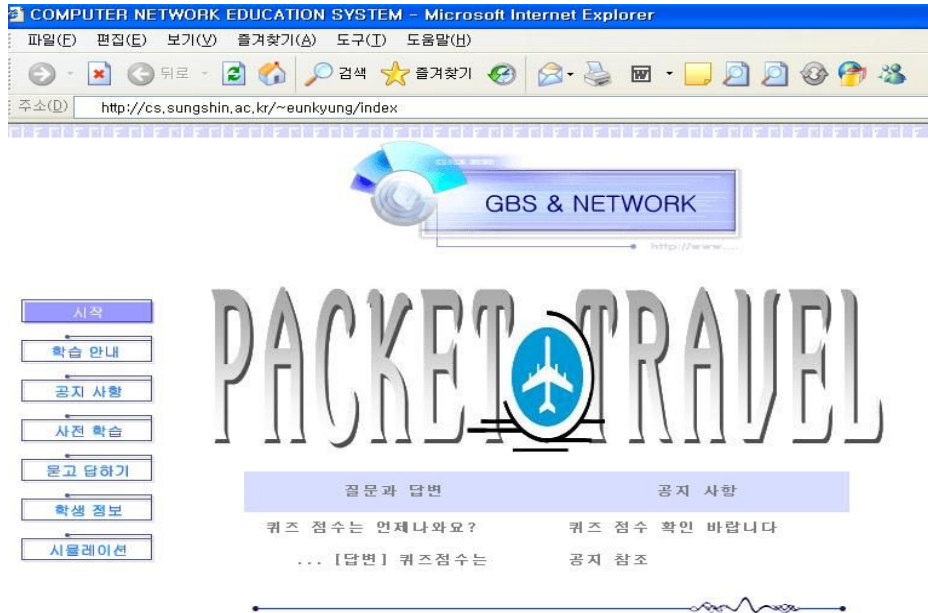 COMPUTER NETWORK EDUCATION SYSTEM - Microsoft Internet Explorer
파일(F) 편집(E) 보기(V) 즐겨찾기(A) 도구(T) 도움말(H)
뒤로 검색 즐겨찾기
주소(D) http://cs.sungshin.ac.kr/~eunkyung/index
GBS & NETWORK
http://www....
시작
학습 안내
공지 사항
사전 학습
묻고 답하기
학생 정보
시뮬레이션
PACKET TRAVEL
질문과 답변 공지 사항
퀴즈 점수는 언제나와요? 퀴즈 점수 확인 바랍니다
... [답변] 퀴즈점수는 공지 참조